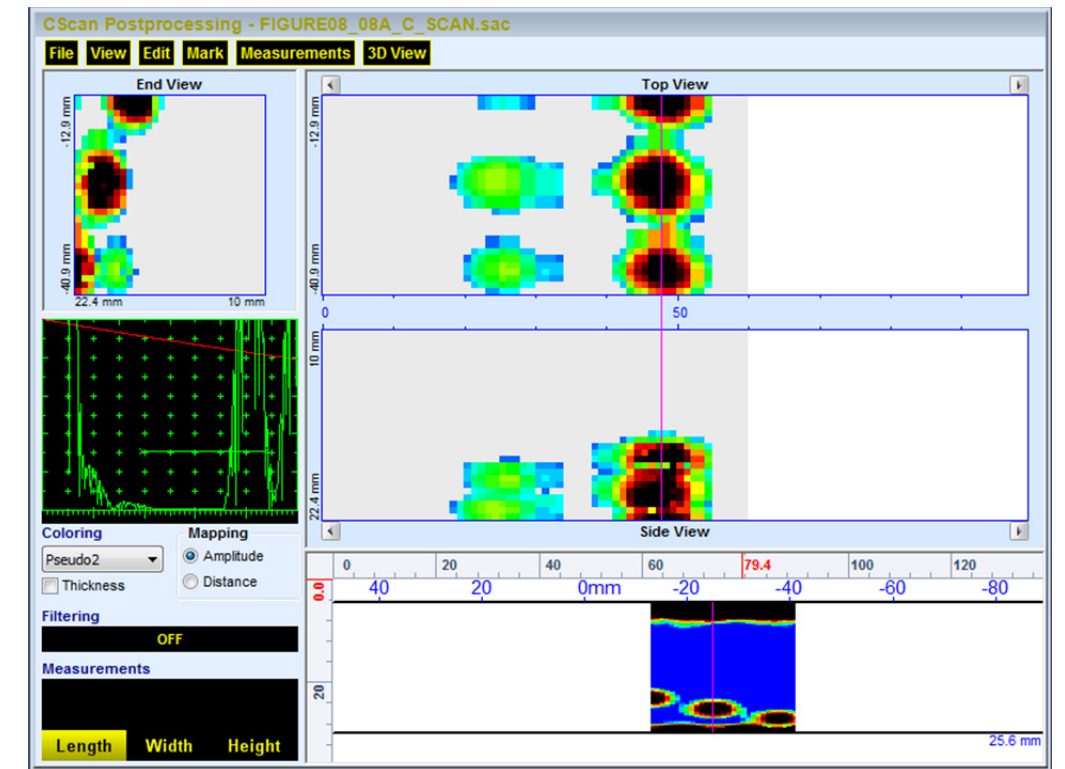 CScan Postprocessing - FIGURE08_08A_C_SCAN.sac
File View Edit Mark Measurements 3D View
End View
-12.9 mm
-40.9 mm
22.4 mm 10 mm
Top View
-12.9 mm
-40.9 mm
0 50
10 mm
22.4 mm
Side View
Coloring
Pseudo2
Thickness
Mapping
Amplitude
Distance
Filtering
OFF
Measurements
Length Width Height
0 20 40 60 79.4 100 120
0.0 40 20 0mm -20 -40 -60 -80
20
25.6 mm